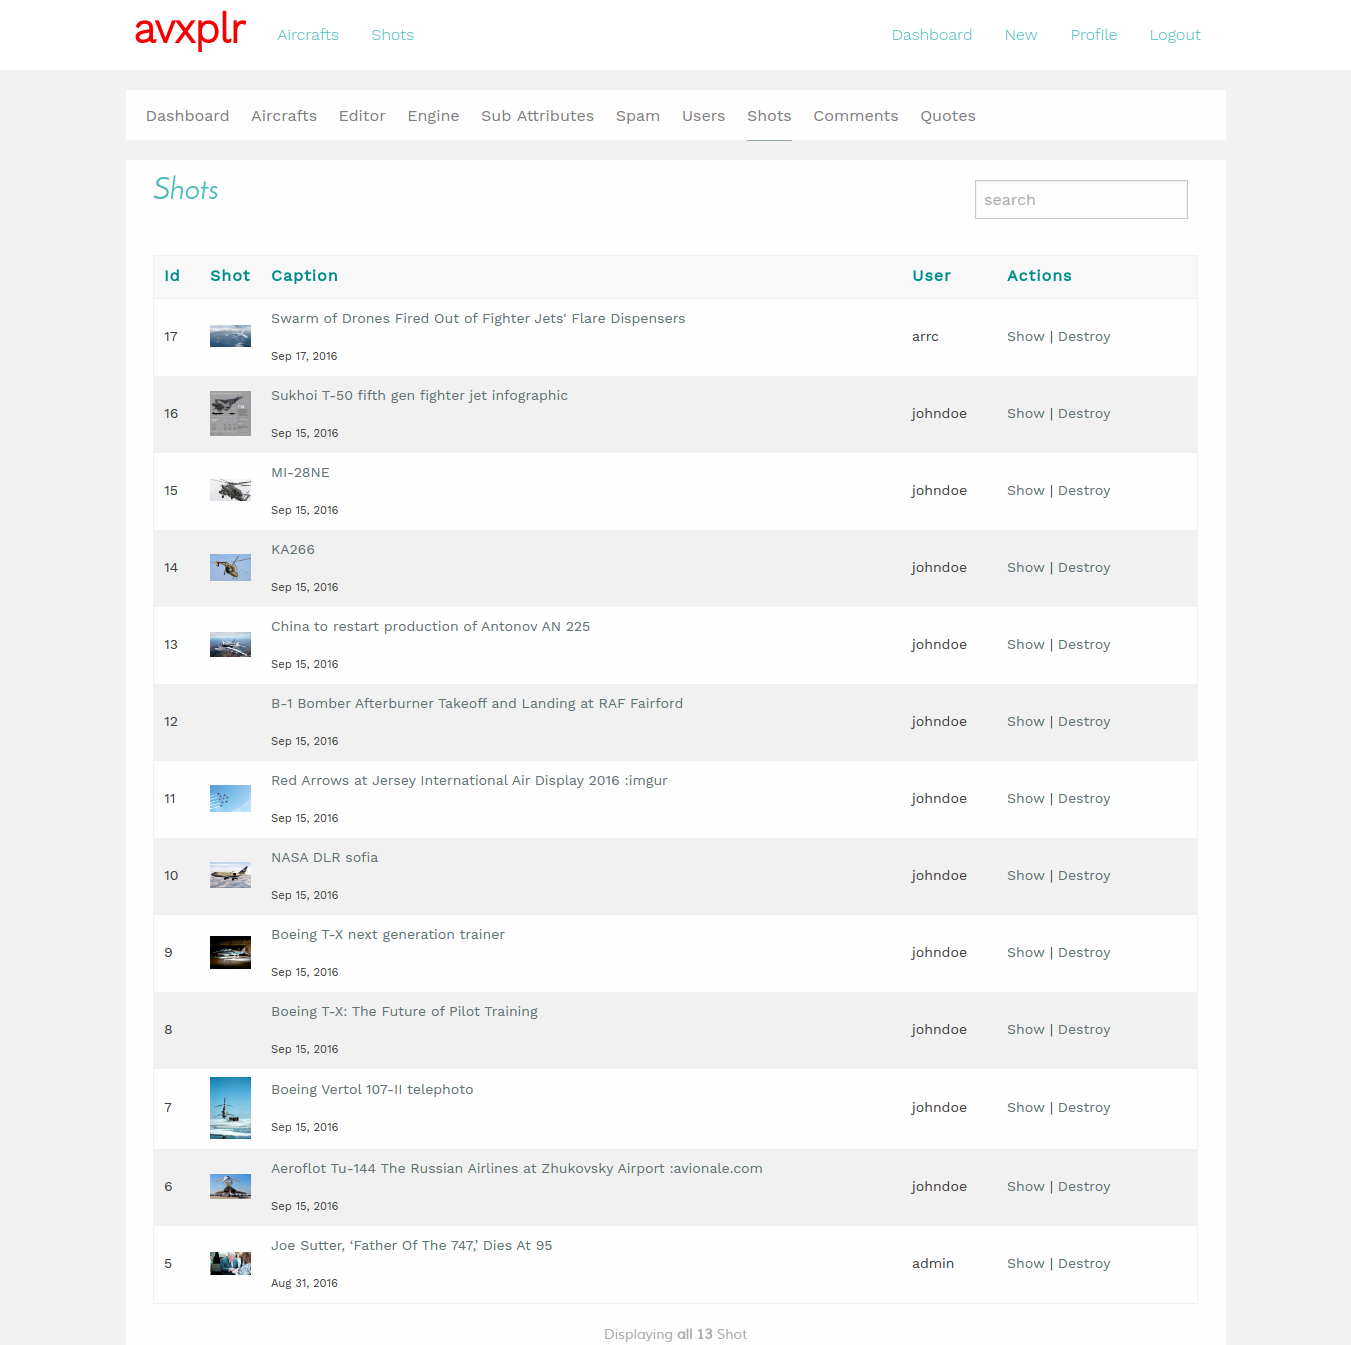 avxplr Aircrafts Shots Dashboard New Profile Logout
Dashboard Aircrafts Editor Engine Sub Attributes Spam Users Shots Comments Quotes
Shots
search
Id Shot Caption User Actions
Swarm of Drones Fired Out of Fighter Jets' Flare Dispensers
17 arrc Show | Destroy
Sep 17, 2016
Sukhoi T-50 fifth gen fighter jet infographic
16 johndoe Show | Destroy
Sep 15, 2016
MI-28NE
15 johndoe Show | Destroy
Sep 15, 2016
KA266
14 johndoe Show | Destroy
Sep 15, 2016
China to restart production of Antonov AN 225
13 johndoe Show | Destroy
Sep 15, 2016
B-1 Bomber Afterburner Takeoff and Landing at RAF Fairford
12 johndoe Show | Destroy
Sep 15, 2016
Red Arrows at Jersey International Air Display 2016 :imgur
11 johndoe Show | Destroy
Sep 15, 2016
NASA DLR sofia
10 johndoe Show | Destroy
Sep 15, 2016
Boeing T-X next generation trainer
9 johndoe Show | Destroy
Sep 15, 2016
Boeing T-X: The Future of Pilot Training
8 johndoe Show | Destroy
Sep 15, 2016
Boeing Vertol 107-II telephoto
7 johndoe Show | Destroy
Sep 15, 2016
Aeroflot Tu-144 The Russian Airlines at Zhukovsky Airport :avionale.com
6 johndoe Show | Destroy
Sep 15, 2016
Joe Sutter, ‘Father Of The 747,’ Dies At 95
5 admin Show | Destroy
Aug 31, 2016
Displaying all 13 Shot